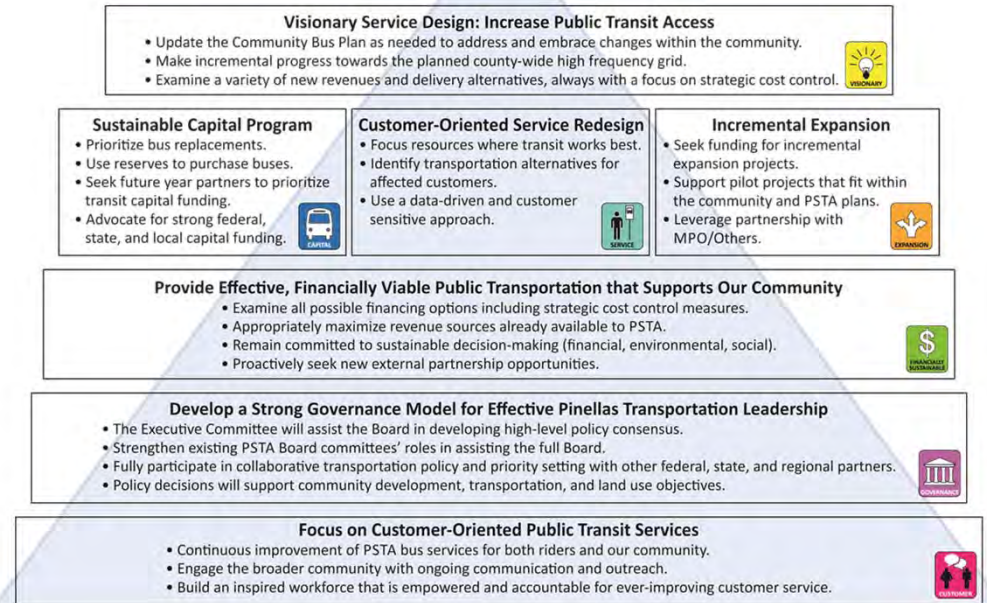 Visionary Service Design: Increase Public Transit Access
• Update the Community Bus Plan as needed to address and embrace changes within the community.
• Make incremental progress towards the planned county-wide high frequency grid.
• Examine a variety of new revenues and delivery alternatives, always with a focus on strategic cost control.
VISIONARY
Sustainable Capital Program
• Prioritize bus replacements.
• Use reserves to purchase buses.
• Seek future year partners to prioritize
transit capital funding.
• Advocate for strong federal,
state, and local capital funding.
CAPITAL
Customer-Oriented Service Redesign
• Focus resources where transit works best.
• Identify transportation alternatives for
affected customers.
• Use a data-driven and customer
sensitive approach.
SERVICE
Incremental Expansion
• Seek funding for incremental
expansion projects.
• Support pilot projects that fit within
the community and PSTA plans.
• Leverage partnership with
MPO/Others.
EXPANSION
Provide Effective, Financially Viable Public Transportation that Supports Our Community
• Examine all possible financing options including strategic cost control measures.
• Appropriately maximize revenue sources already available to PSTA.
• Remain committed to sustainable decision-making (financial, environmental, social).
• Proactively seek new external partnership opportunities.
$
FINANCIALLY
SUSTAINABLE
Develop a Strong Governance Model for Effective Pinellas Transportation Leadership
• The Executive Committee will assist the Board in developing high-level policy consensus.
• Strengthen existing PSTA Board committees’ roles in assisting the full Board.
• Fully participate in collaborative transportation policy and priority setting with other federal, state, and regional partners.
• Policy decisions will support community development, transportation, and land use objectives.
GOVERNANCE
Focus on Customer-Oriented Public Transit Services
• Continuous improvement of PSTA bus services for both riders and our community.
• Engage the broader community with ongoing communication and outreach.
• Build an inspired workforce that is empowered and accountable for ever-improving customer service.
CUSTOMER